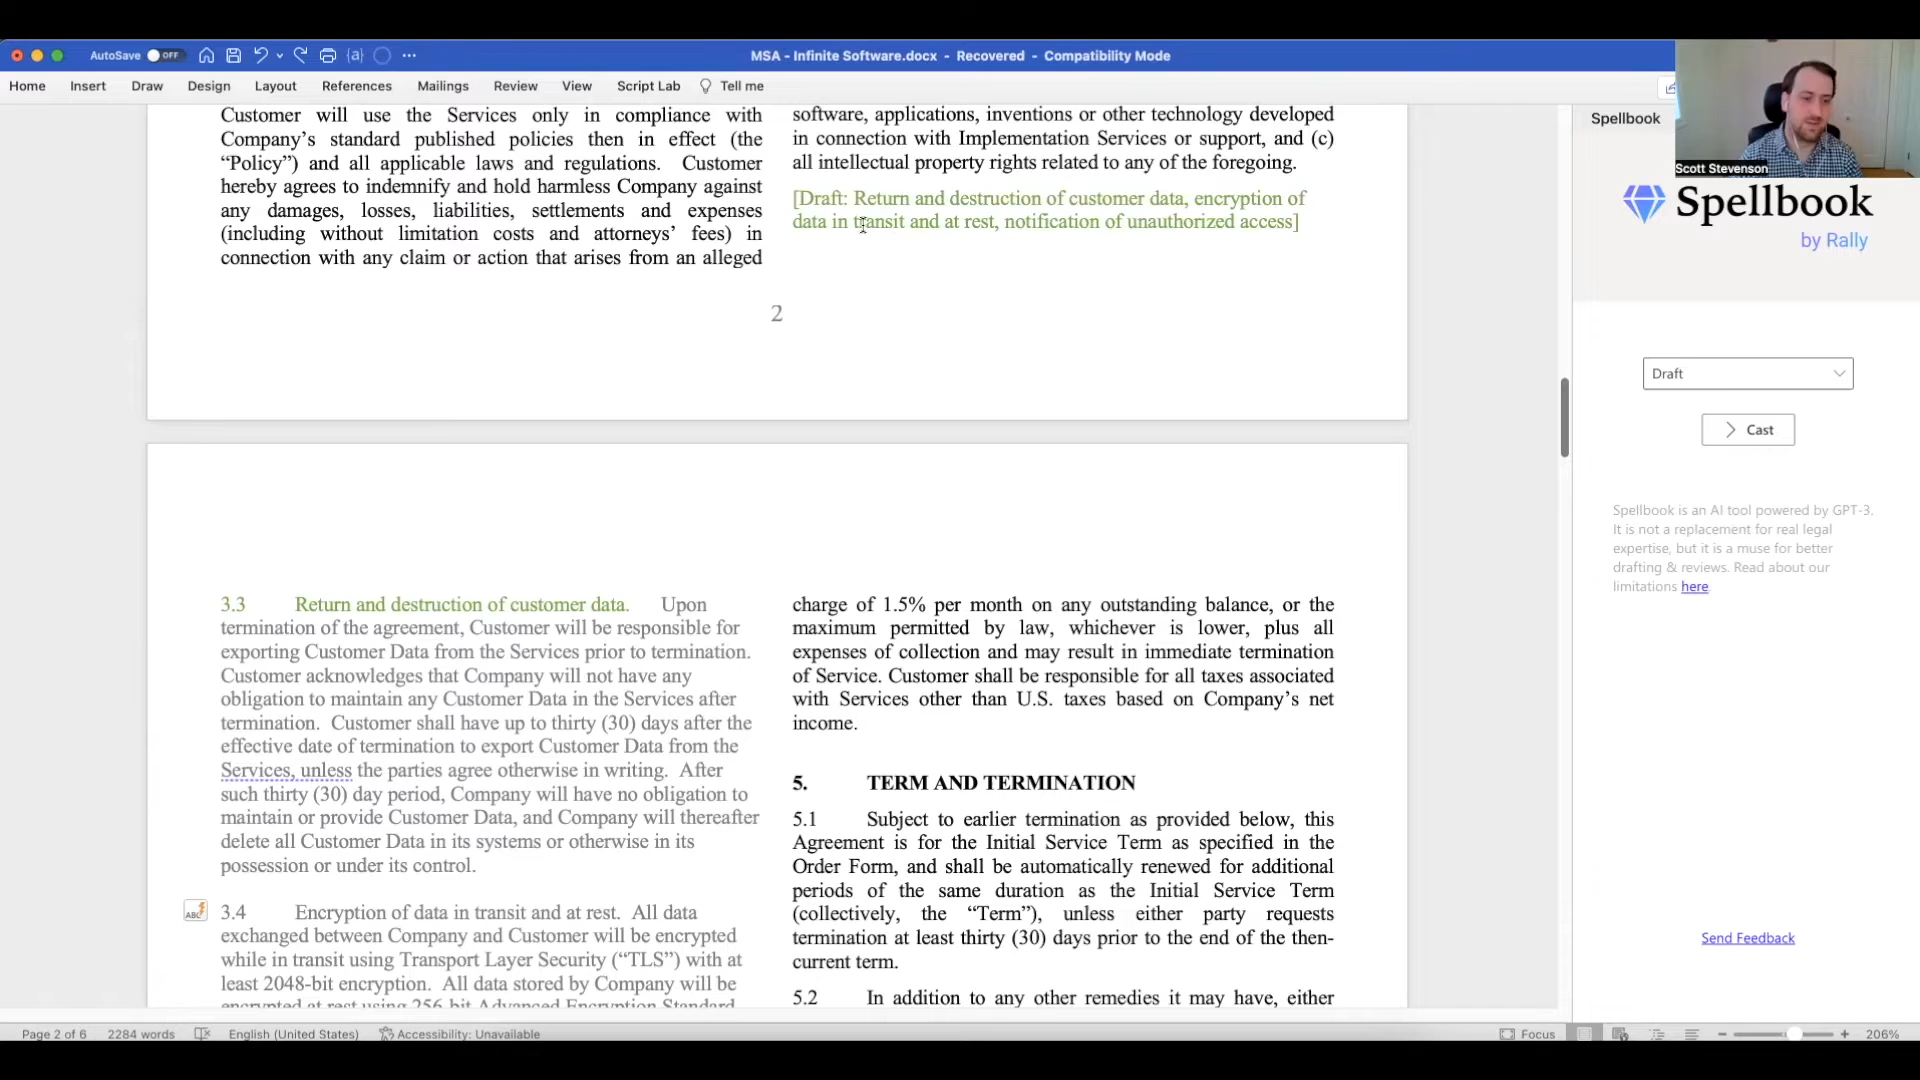 AutoSave OFF
MSA - Infinite Software.docx - Recovered - Compatibility Mode
Home Insert Draw Design Layout References Mailings Review View Script Lab Tell me
Customer will use the Services only in compliance with
Company’s standard published policies then in effect (the
“Policy”) and all applicable laws and regulations. Customer
hereby agrees to indemnify and hold harmless Company against
any damages, losses, liabilities, settlements and expenses
(including without limitation costs and attorneys’ fees) in
connection with any claim or action that arises from an alleged
software, applications, inventions or other technology developed
in connection with Implementation Services or support, and (c)
all intellectual property rights related to any of the foregoing.
[Draft: Return and destruction of customer data, encryption of
data in transit and at rest, notification of unauthorized access]
2
3.3 Return and destruction of customer data. Upon
termination of the agreement, Customer will be responsible for
exporting Customer Data from the Services prior to termination.
Customer acknowledges that Company will not have any
obligation to maintain any Customer Data in the Services after
termination. Customer shall have up to thirty (30) days after the
effective date of termination to export Customer Data from the
Services, unless the parties agree otherwise in writing. After
such thirty (30) day period, Company will have no obligation to
maintain or provide Customer Data, and Company will thereafter
delete all Customer Data in its systems or otherwise in its
possession or under its control.
ABC
3.4 Encryption of data in transit and at rest. All data
exchanged between Company and Customer will be encrypted
while in transit using Transport Layer Security (“TLS”) with at
least 2048-bit encryption. All data stored by Company will be
encrypted at rest using 256-bit Advanced Encryption Standard
charge of 1.5% per month on any outstanding balance, or the
maximum permitted by law, whichever is lower, plus all
expenses of collection and may result in immediate termination
of Service. Customer shall be responsible for all taxes associated
with Services other than U.S. taxes based on Company’s net
income.
5. TERM AND TERMINATION
5.1 Subject to earlier termination as provided below, this
Agreement is for the Initial Service Term as specified in the
Order Form, and shall be automatically renewed for additional
periods of the same duration as the Initial Service Term
(collectively, the “Term”), unless either party requests
termination at least thirty (30) days prior to the end of the then-
current term.
5.2 In addition to any other remedies it may have, either
Spellbook
Scott Stevenson
Spellbook
by Rally
Draft
Cast
Spellbook is an AI tool powered by GPT-3.
It is not a replacement for real legal
expertise, but it is a muse for better
drafting & reviews. Read about our
limitations here.
Send Feedback
Page 2 of 6 2284 words English (United States) Accessibility: Unavailable Focus 206%